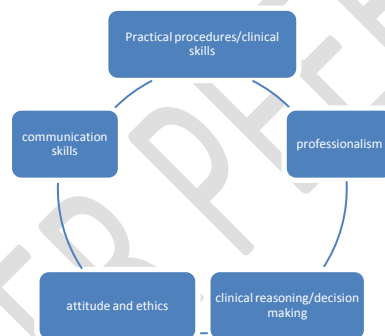 Practical procedures/clinical
skills
communication
skills
professionalism
attitude and ethics
clinical reasoning/decision
making